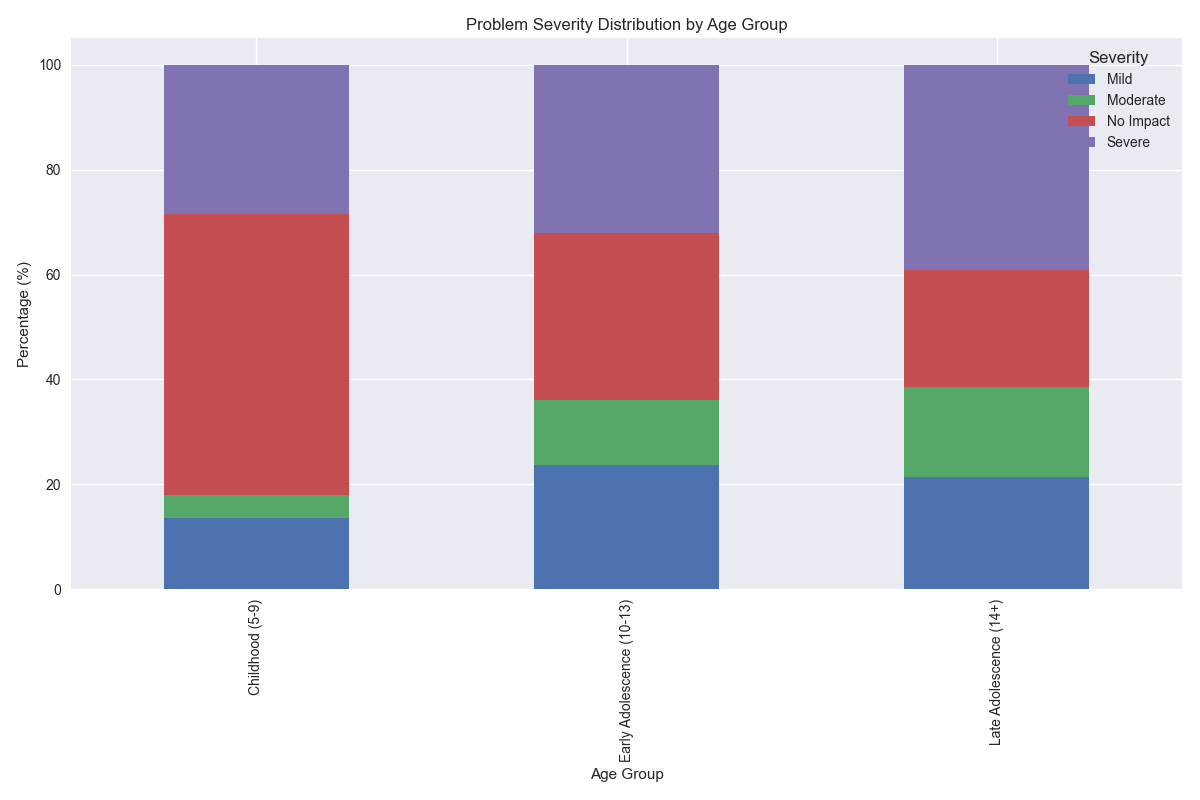 Problem Severity Distribution by Age Group
Severity
Mild
Moderate
No Impact
Severe
Percentage (%)
100
80
60
40
20
0
Childhood (5-9)
Early Adolescence (10-13)
Late Adolescence (14+)
Age Group